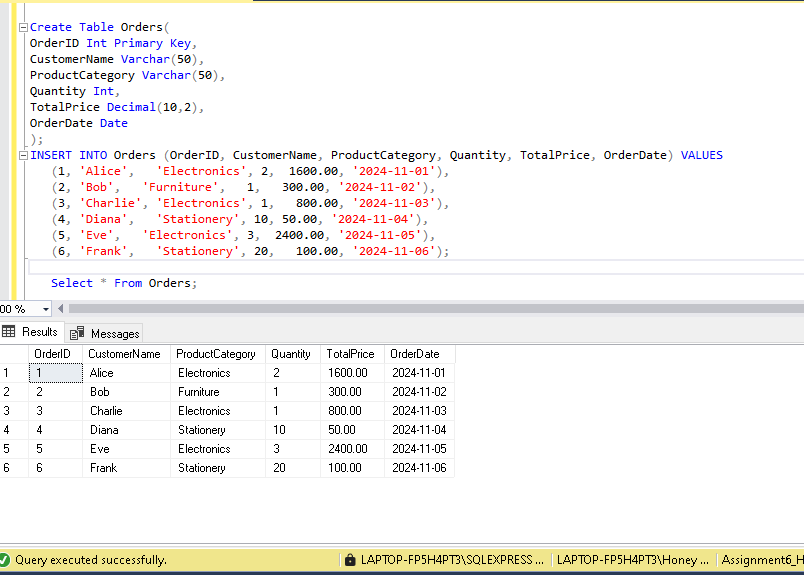 Create Table Orders(
OrderID Int Primary Key,
CustomerName Varchar(50),
ProductCategory Varchar(50),
Quantity Int,
TotalPrice Decimal(10,2),
OrderDate Date
);
INSERT INTO Orders (OrderID, CustomerName, ProductCategory, Quantity, TotalPrice, OrderDate) VALUES
(1, 'Alice', 'Electronics', 2, 1600.00, '2024-11-01'),
(2, 'Bob', 'Furniture', 1, 300.00, '2024-11-02'),
(3, 'Charlie', 'Electronics', 1, 800.00, '2024-11-03'),
(4, 'Diana', 'Stationery', 10, 50.00, '2024-11-04'),
(5, 'Eve', 'Electronics', 3, 2400.00, '2024-11-05'),
(6, 'Frank', 'Stationery', 20, 100.00, '2024-11-06');
Select * From Orders;
00 %
Results Messages
OrderID CustomerName ProductCategory Quantity TotalPrice OrderDate
1 1 Alice Electronics 2 1600.00 2024-11-01
2 2 Bob Furniture 1 300.00 2024-11-02
3 3 Charlie Electronics 1 800.00 2024-11-03
4 4 Diana Stationery 10 50.00 2024-11-04
5 5 Eve Electronics 3 2400.00 2024-11-05
6 6 Frank Stationery 20 100.00 2024-11-06
Query executed successfully. LAPTOP-FP5H4PT3\SQLEXPRESS ... LAPTOP-FP5H4PT3\Honey ... Assignment6_H